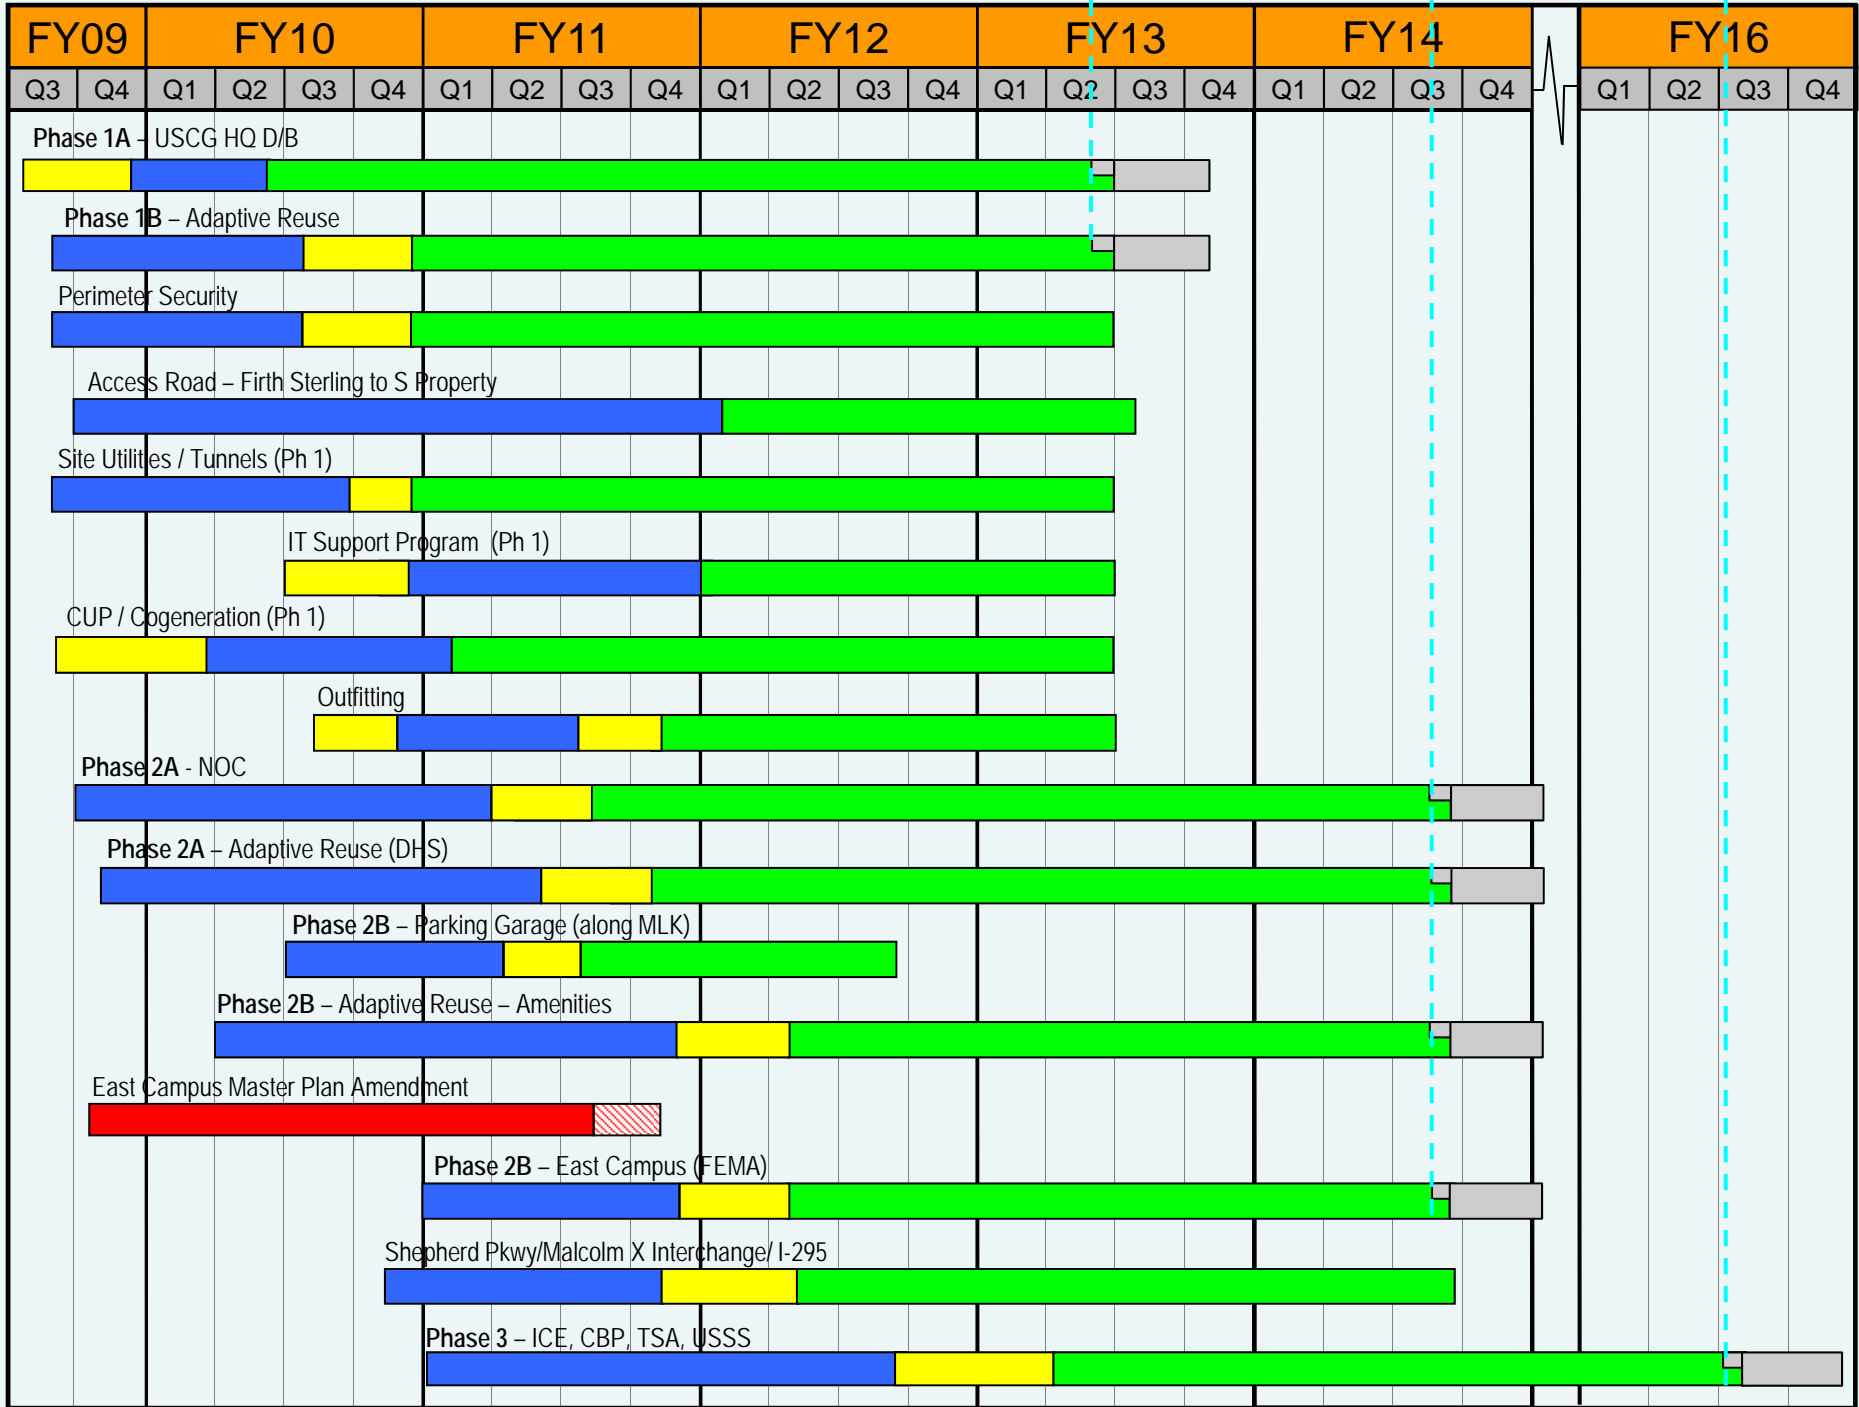 FY09 FY10 FY11 FY12 FY13 FY14 FY16
Q3 Q4 Q1 Q2 Q3 Q4 Q1 Q2 Q3 Q4 Q1 Q2 Q3 Q4 Q1 Q2 Q3 Q4 Q1 Q2 Q3 Q4 Q1 Q2 Q3 Q4
Phase 1A – USCG HQ D/B
Phase 1B – Adaptive Reuse
Perimeter Security
Access Road – Firth Sterling to S Property
Site Utilities / Tunnels (Ph 1)
IT Support Program (Ph 1)
CUP / Cogeneration (Ph 1)
Outfitting
Phase 2A - NOC
Phase 2A – Adaptive Reuse (DHS)
Phase 2B – Parking Garage (along MLK)
Phase 2B – Adaptive Reuse – Amenities
East Campus Master Plan Amendment
Phase 2B – East Campus (FEMA)
Shepherd Pkwy/Malcolm X Interchange/ I-295
Phase 3 – ICE, CBP, TSA, USSS